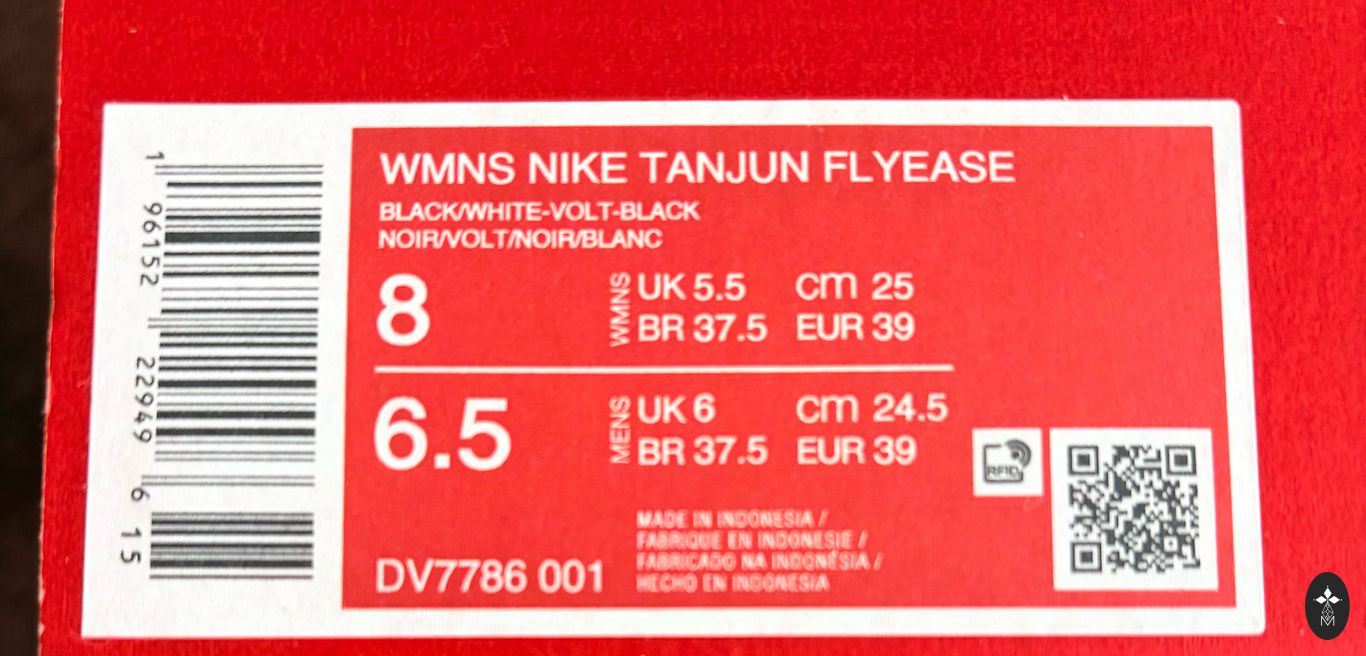 WMNS NIKE TANJUN FLYEASE
BLACK/WHITE-VOLT-BLACK
NOIR/VOLT/NOIR/BLANC
8
WMNS
UK 5.5 cm 25
BR 37.5 EUR 39
6.5
MENS
UK 6 cm 24.5
BR 37.5 EUR 39
DV7786 001
MADE IN INDONESIA /
FABRIQUE EN INDONESIE /
FABRICADO NA INDONÉSIA /
HECHO EN INDONESIA
RFID
1 96152 22949 6 15
M